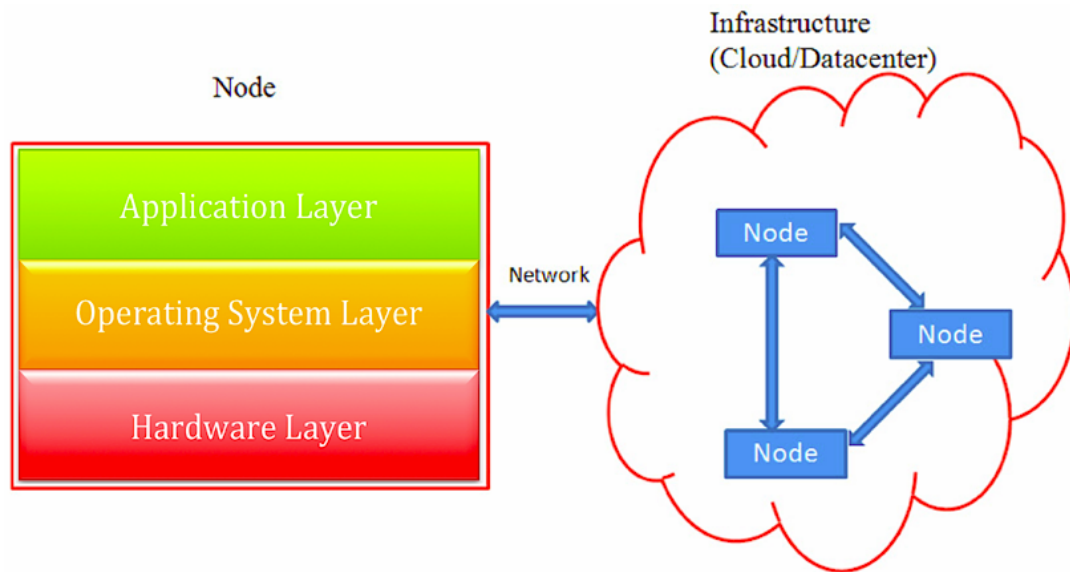 Node
Application Layer
Operating System Layer
Hardware Layer
Network
Infrastructure
(Cloud/Datacenter)
Node
Node
Node